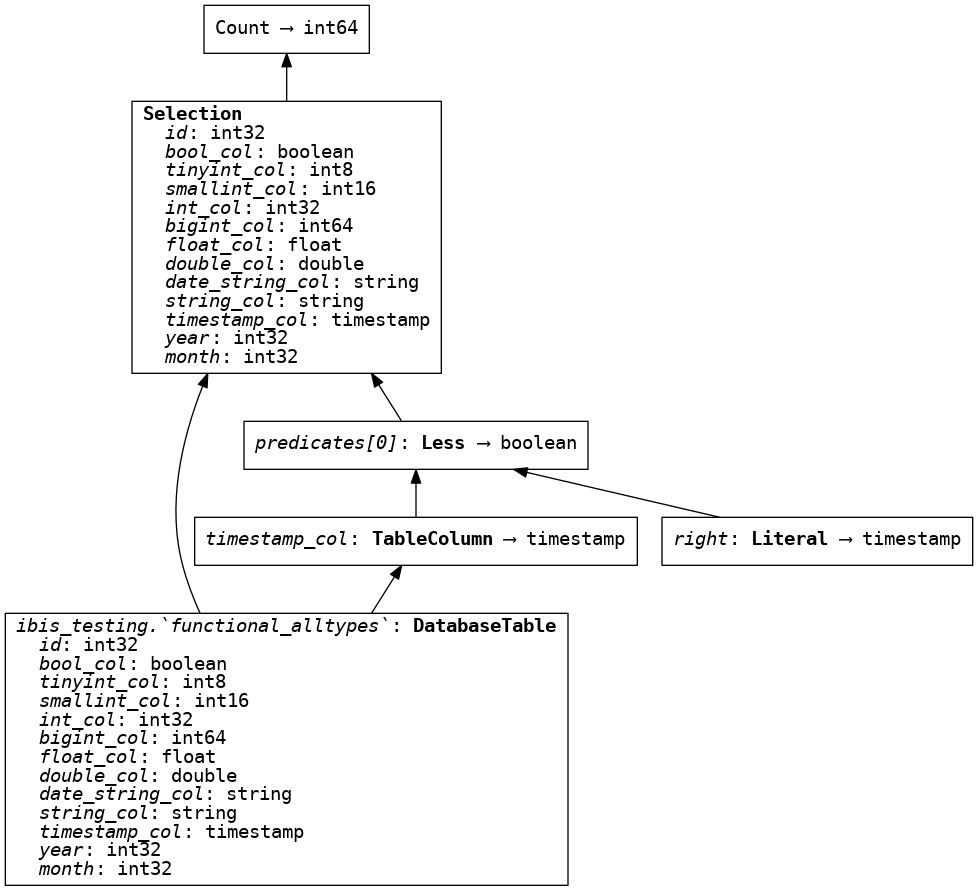 Count → int64
Selection
id: int32
bool_col: boolean
tinyint_col: int8
smallint_col: int16
int_col: int32
bigint_col: int64
float_col: float
double_col: double
date_string_col: string
string_col: string
timestamp_col: timestamp
year: int32
month: int32
predicates[0]: Less → boolean
timestamp_col: TableColumn → timestamp
right: Literal → timestamp
ibis_testing.`functional_alltypes`: DatabaseTable
id: int32
bool_col: boolean
tinyint_col: int8
smallint_col: int16
int_col: int32
bigint_col: int64
float_col: float
double_col: double
date_string_col: string
string_col: string
timestamp_col: timestamp
year: int32
month: int32